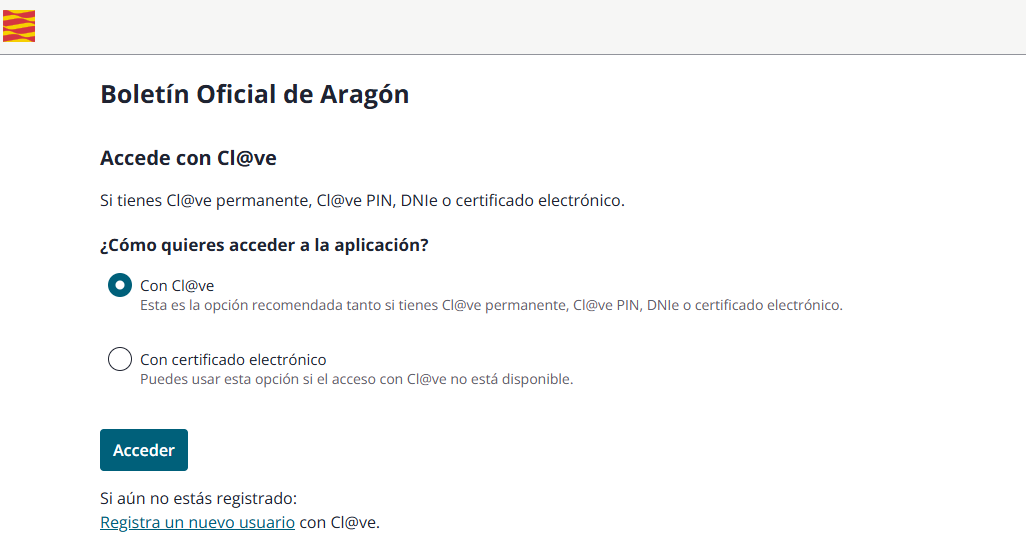 Boletín Oficial de Aragón
Accede con Cl@ve
Si tienes Cl@ve permanente, Cl@ve PIN, DNIe o certificado electrónico.
¿Cómo quieres acceder a la aplicación?
Con Cl@ve
Esta es la opción recomendada tanto si tienes Cl@ve permanente, Cl@ve PIN, DNIe o certificado electrónico.
Con certificado electrónico
Puedes usar esta opción si el acceso con Cl@ve no está disponible.
Acceder
Si aún no estás registrado:
Registra un nuevo usuario con Cl@ve.